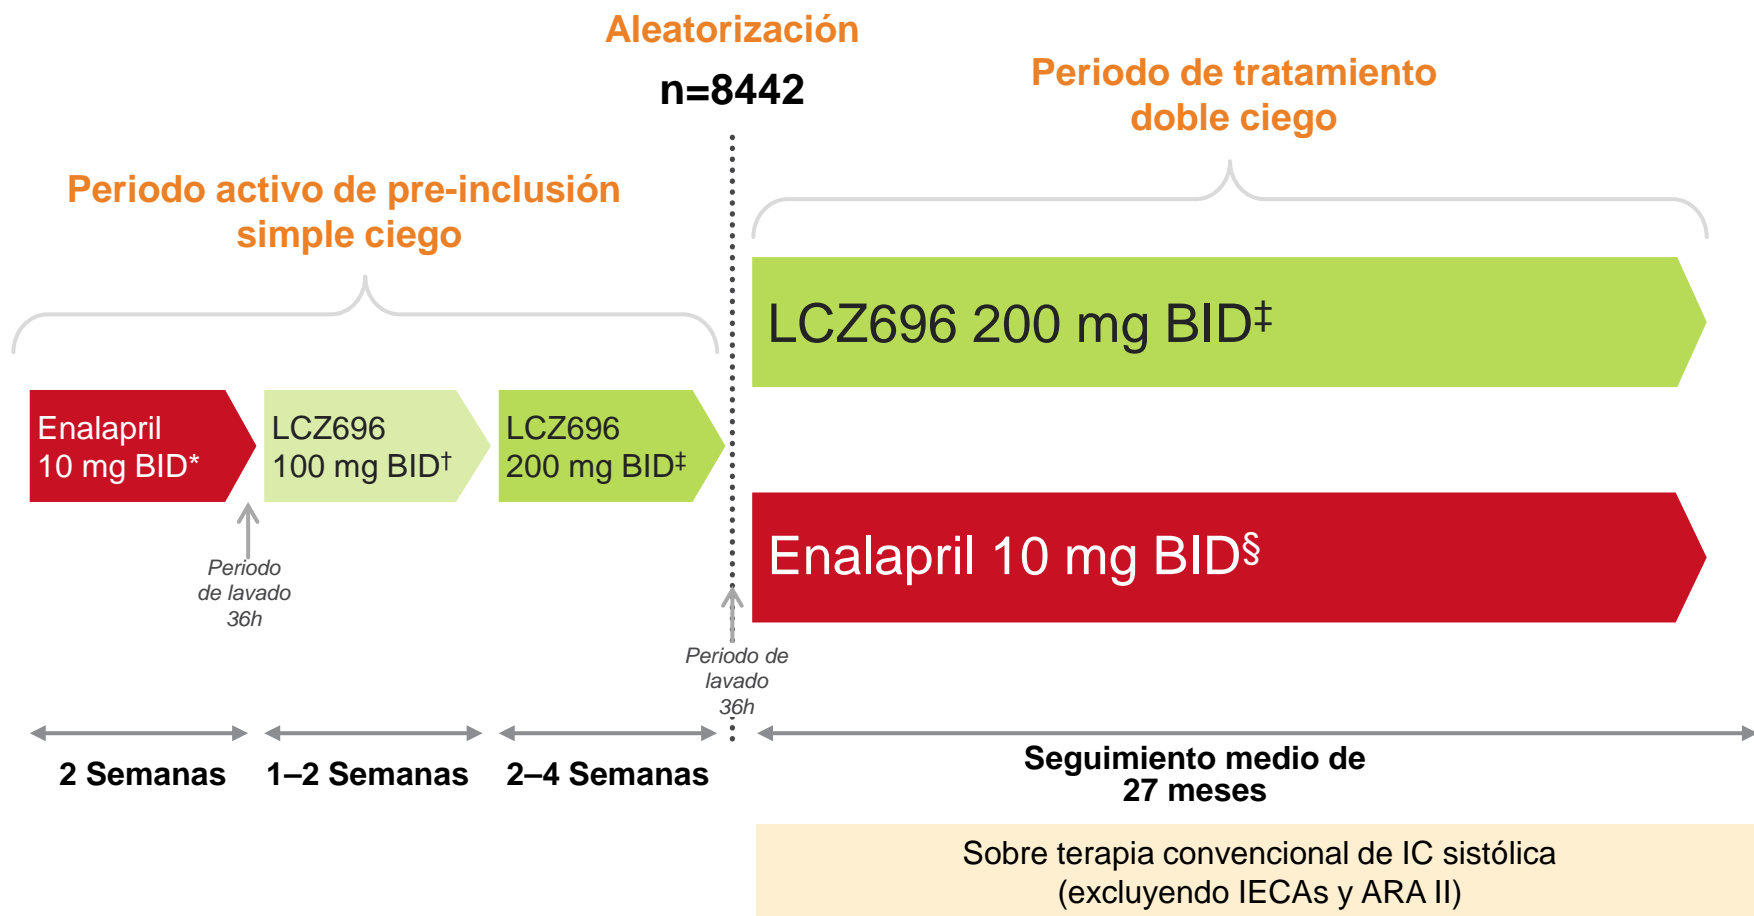 Aleatorización
n=8442
Periodo de tratamiento
doble ciego
Periodo activo de pre-inclusión
simple ciego
LCZ696 200 mg BID‡
Enalapril
10 mg BID*
LCZ696
100 mg BID†
LCZ696
200 mg BID‡
Enalapril 10 mg BID§
Periodo
de lavado
36h
Periodo de
lavado
36h
2 Semanas
1–2 Semanas
2–4 Semanas
Seguimiento medio de
27 meses
Sobre terapia convencional de IC sistólica
(excluyendo IECAs y ARA II)